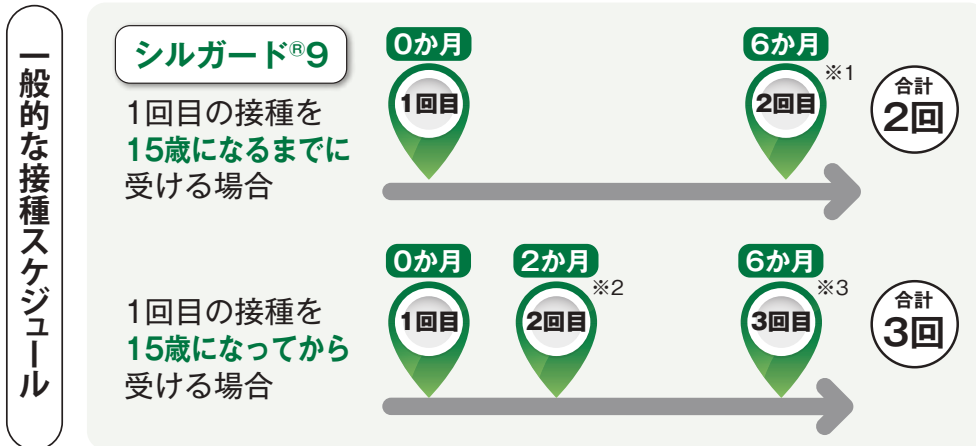 一般的な接種スケジュール
シルガード®9
1回目の接種を
15歳になるまでに
受ける場合
0か月
1回目
6か月
※1
2回目
合計
2回
1回目の接種を
15歳になってから
受ける場合
0か月
1回目
2か月
※2
2回目
6か月
※3
3回目
合計
3回